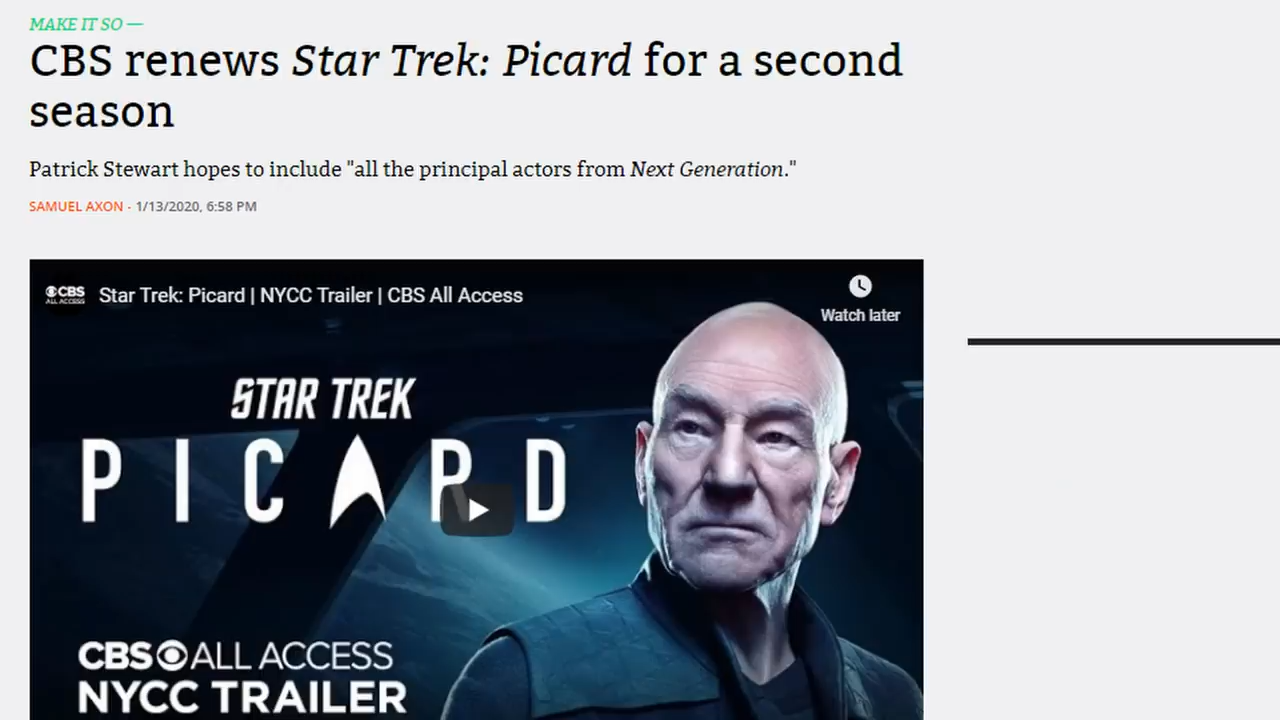 MAKE IT SO —
CBS renews Star Trek: Picard for a second
season
Patrick Stewart hopes to include "all the principal actors from Next Generation."
SAMUEL AXON - 1/13/2020, 6:58 PM
CBS
ALL ACCESS
Star Trek: Picard | NYCC Trailer | CBS All Access
Watch later
STAR TREK
PICARD
CBS ALL ACCESS
NYCC TRAILER